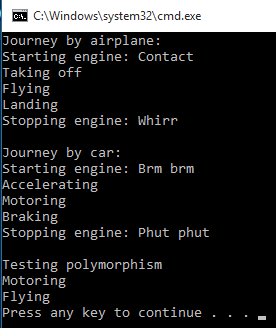 C:\Windows\system32\cmd.exe
Journey by airplane:
Starting engine: Contact
Taking off
Flying
Landing
Stopping engine: Whirr
Journey by car:
Starting engine: Brm brm
Accelerating
Motoring
Braking
Stopping engine: Phut phut
Testing polymorphism
Motoring
Flying
Press any key to continue . . .